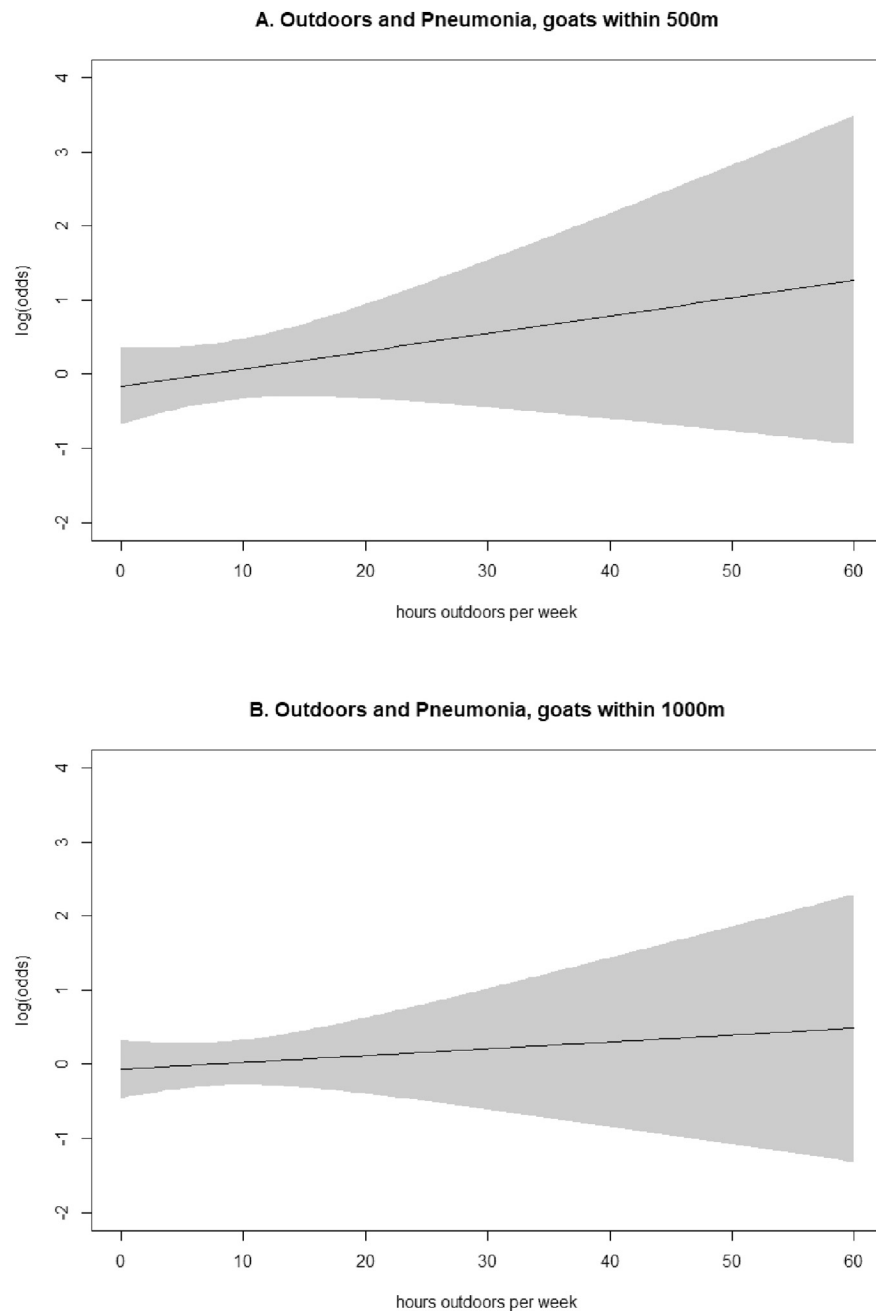 A. Outdoors and Pneumonia, goats within 500m
4
3
2
1
0
-1
-2
log(odds)
0 10 20 30 40 50 60
hours outdoors per week
B. Outdoors and Pneumonia, goats within 1000m
4
3
2
1
0
-1
-2
log(odds)
0 10 20 30 40 50 60
hours outdoors per week